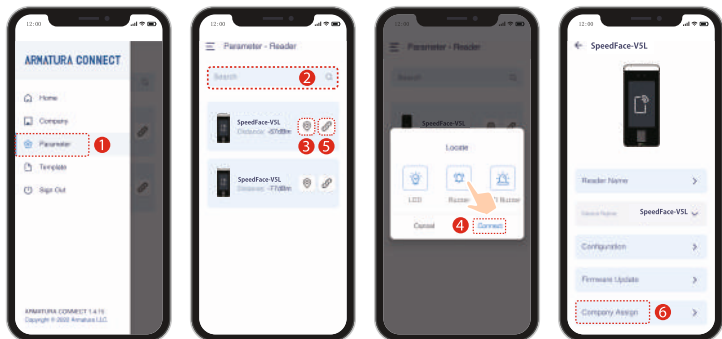 12:00
ARMATURA CONNECT
Home
Company
Parameter
1
Template
Sign Out
ARMATURA CONNECT 1.4.15
Copyright © 2022 Armatura LLC.
12:00
Parameter - Reader
Search
2
SpeedFace-V5L
Distance: -57dBm
3
5
SpeedFace-V5L
Distance: -77dBm
12:00
Parameter - Reader
Search
SpeedFace-V5L
Locate
LCD
Buzzer
Buzzer
Cancel
4
Connect
12:00
SpeedFace-V5L
Reader Name
SpeedFace-V5L
Configuration
Firmware Update
Company Assign
6